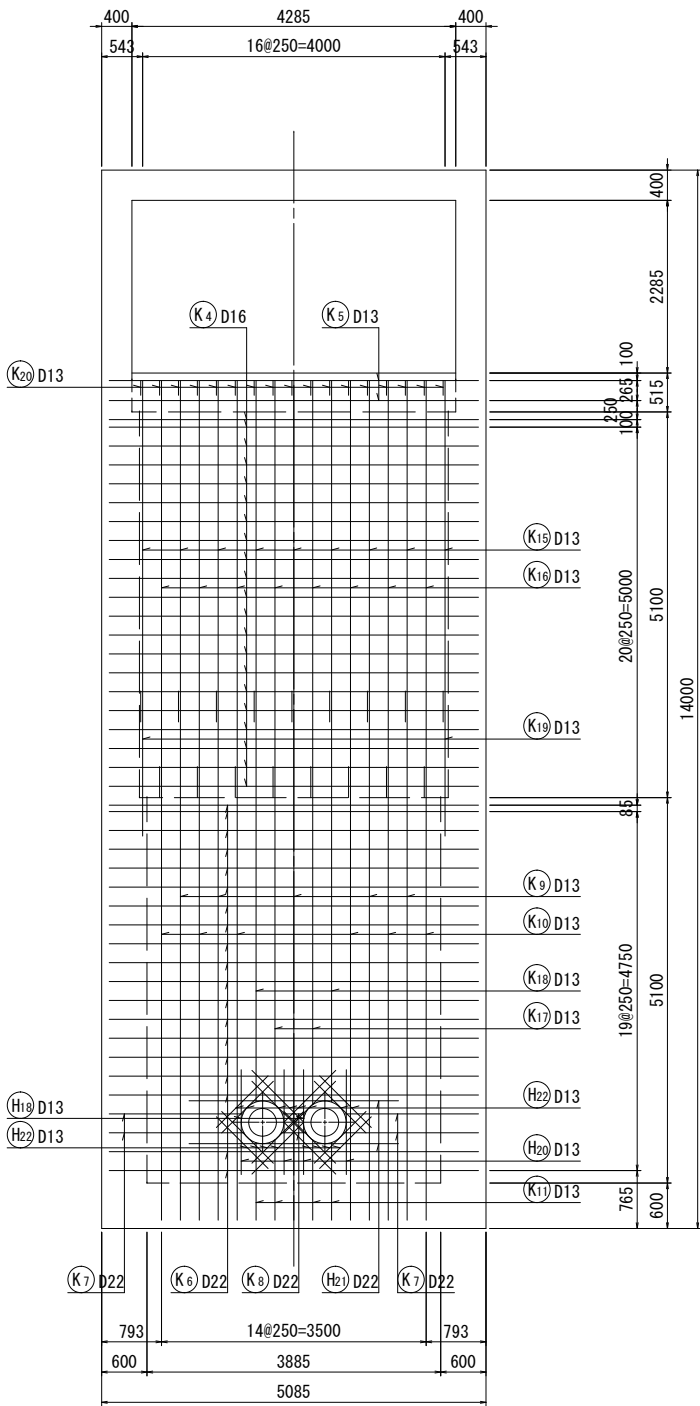 400 4285 400
543 16@250=4000 543
400
2285
K4 D16
K5 D13
100
K20 D13
265
515
250
100
K15 D13
K16 D13
20@250=5000
5100
14000
K19 D13
85
K9 D13
K10 D13
19@250=4750
5100
K18 D13
K17 D13
H18 D13
H22 D13
H22 D13
H20 D13
K11 D13
765
600
K7 D22
K6 D22
K8 D22
H21 D22
K7 D22
793 14@250=3500 793
600 3885 600
5085